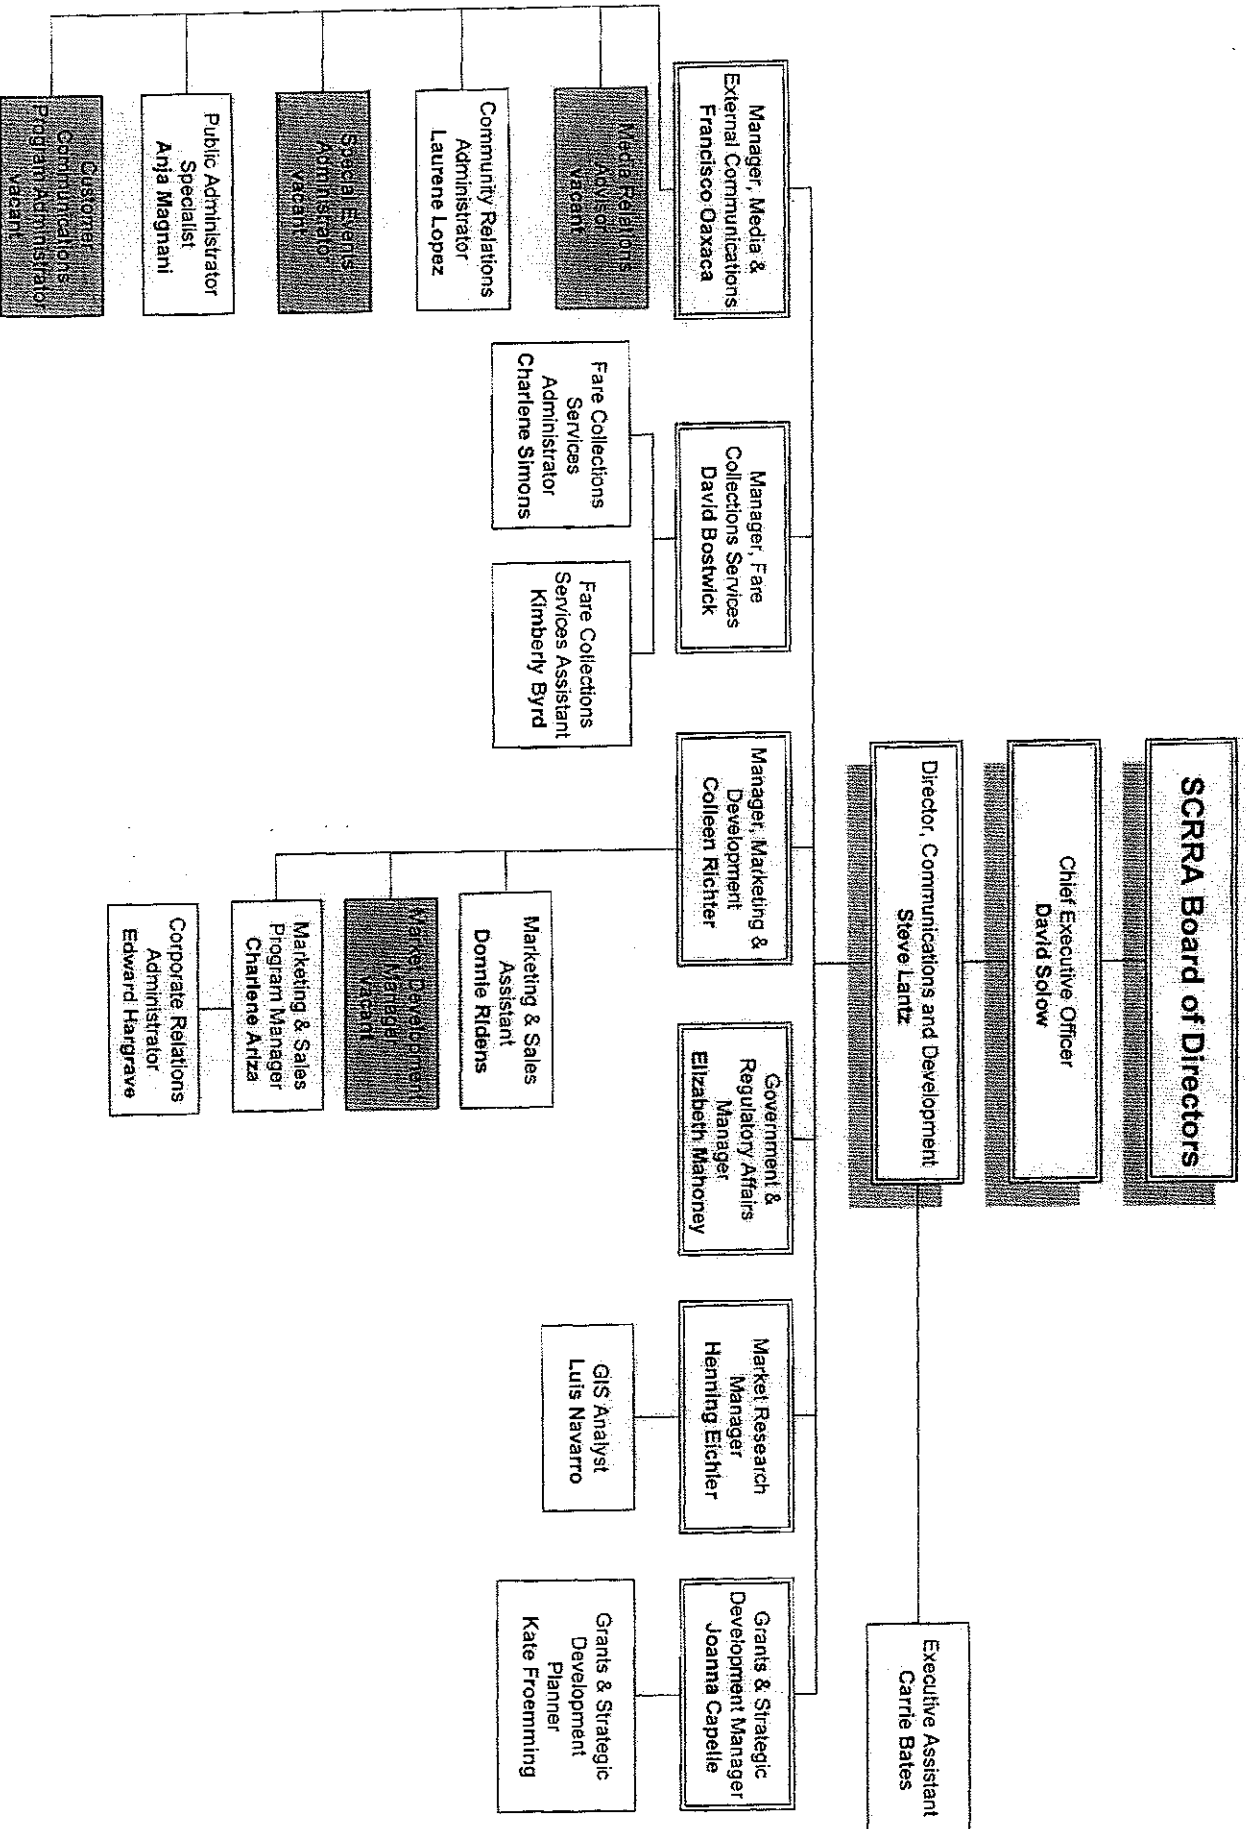 SCRRA Board of Directors
Chief Executive Officer
David Solow
Director, Communications and Development
Steve Lantz
Executive Assistant
Carrie Bates
Manager, Media &
External Communications
Francisco Oaxaca
Manager, Fare
Collections Services
David Bostwick
Manager, Marketing &
Development
Colleen Richter
Government &
Regulatory Affairs
Manager
Elizabeth Mahoney
Market Research
Manager
Henning Eichler
Grants & Strategic
Development Manager
Joanna Capelle
Media Relations
Advisor
vacant
Community Relations
Administrator
Laurene Lopez
Special Events
Administrator
vacant
Public Administrator
Specialist
Anja Magnani
Customer
Communications
Program Administrator
vacant
Fare Collections
Services
Administrator
Charlene Simons
Fare Collections
Services Assistant
Kimberly Byrd
Marketing & Sales
Assistant
Donnie Ridens
Market Development
Manager
vacant
Marketing & Sales
Program Manager
Charlene Ariza
Corporate Relations
Administrator
Edward Hargrave
GIS Analyst
Luis Navarro
Grants & Strategic
Development
Planner
Kate Froemming